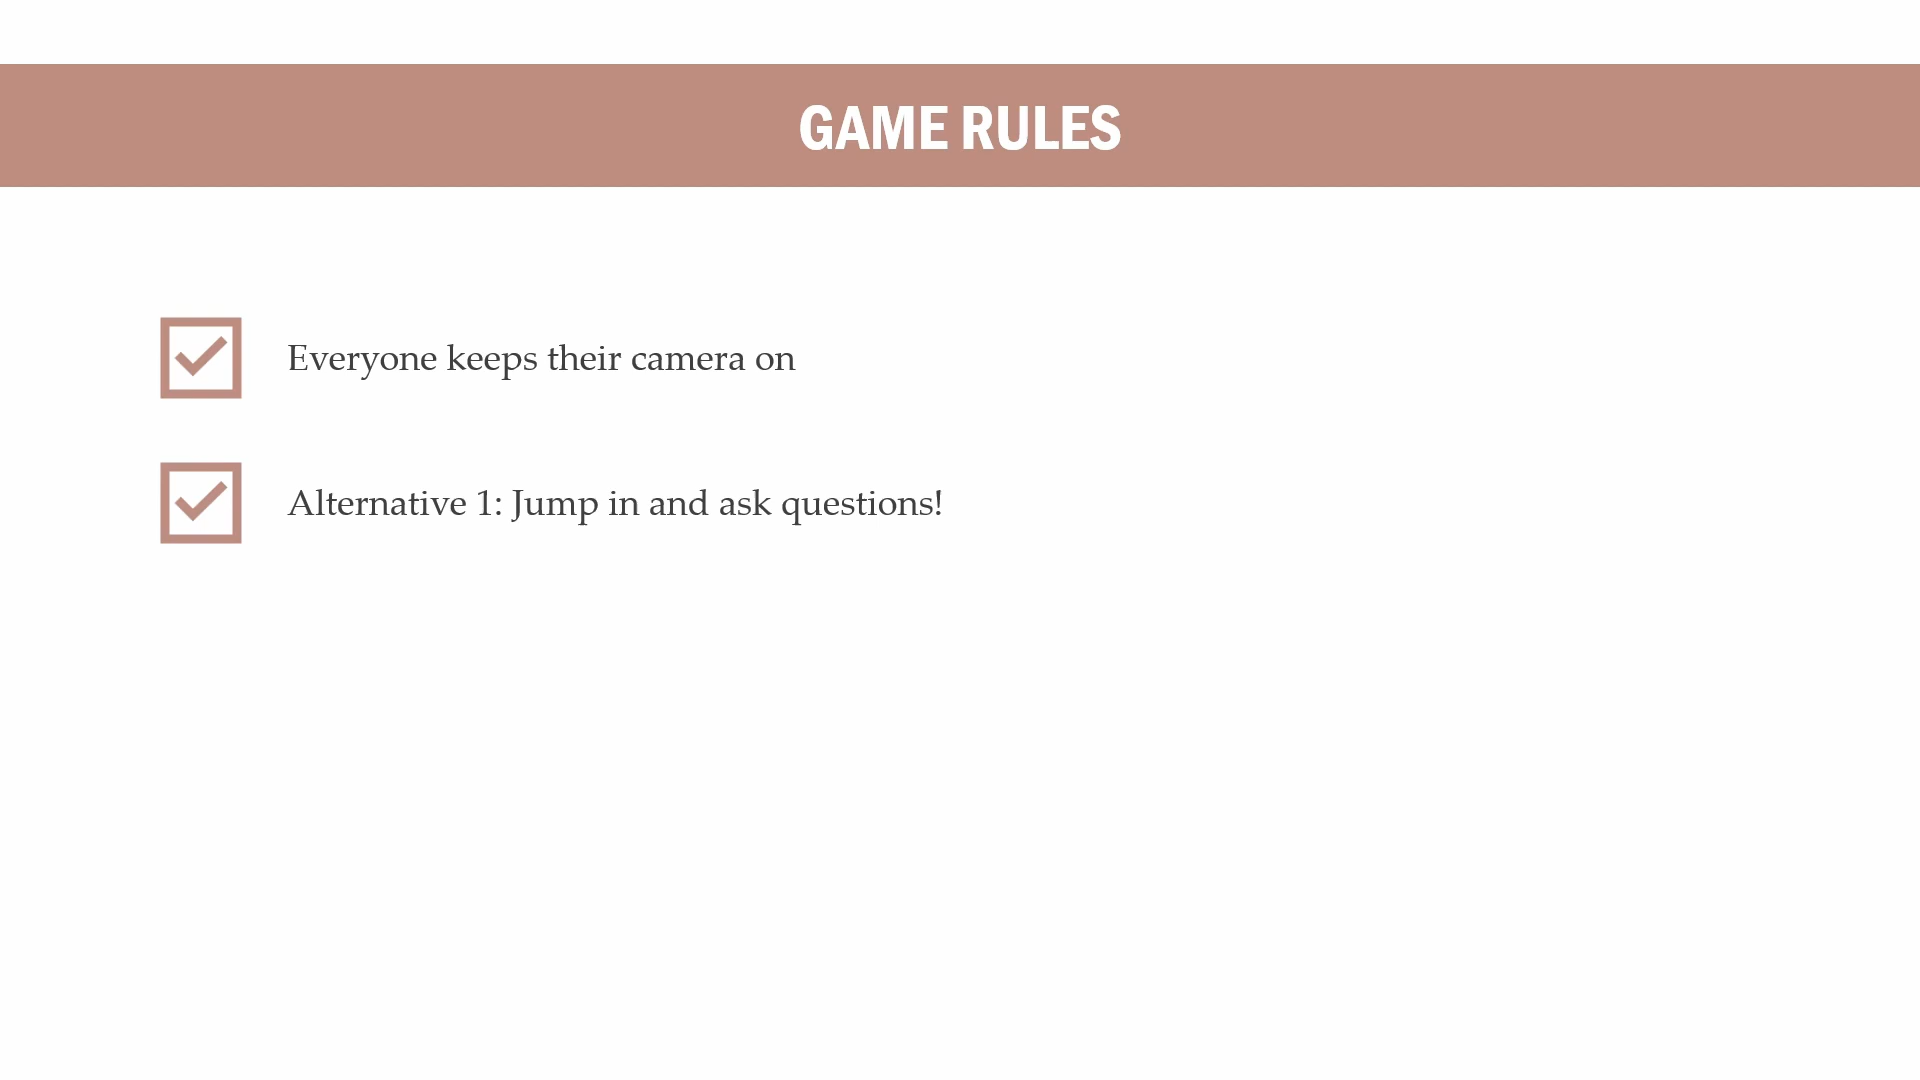 GAME RULES
Everyone keeps their camera on
Alternative 1: Jump in and ask questions!